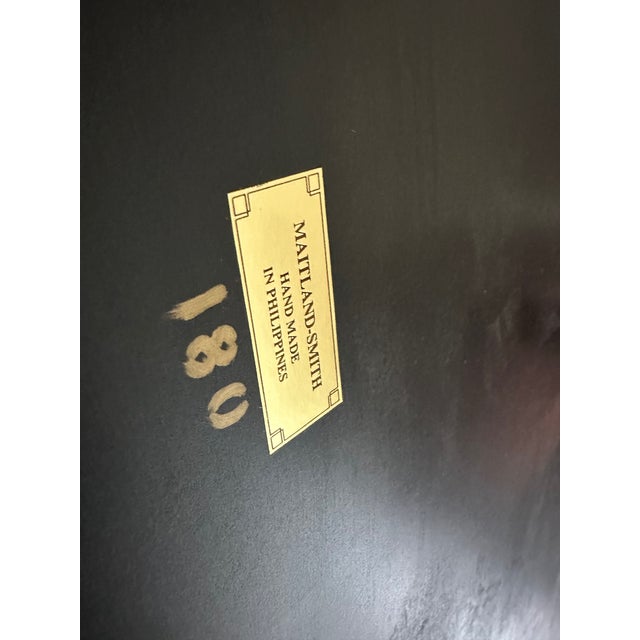 MAITLAND-SMITH
HAND MADE
IN PHILIPPINES
180